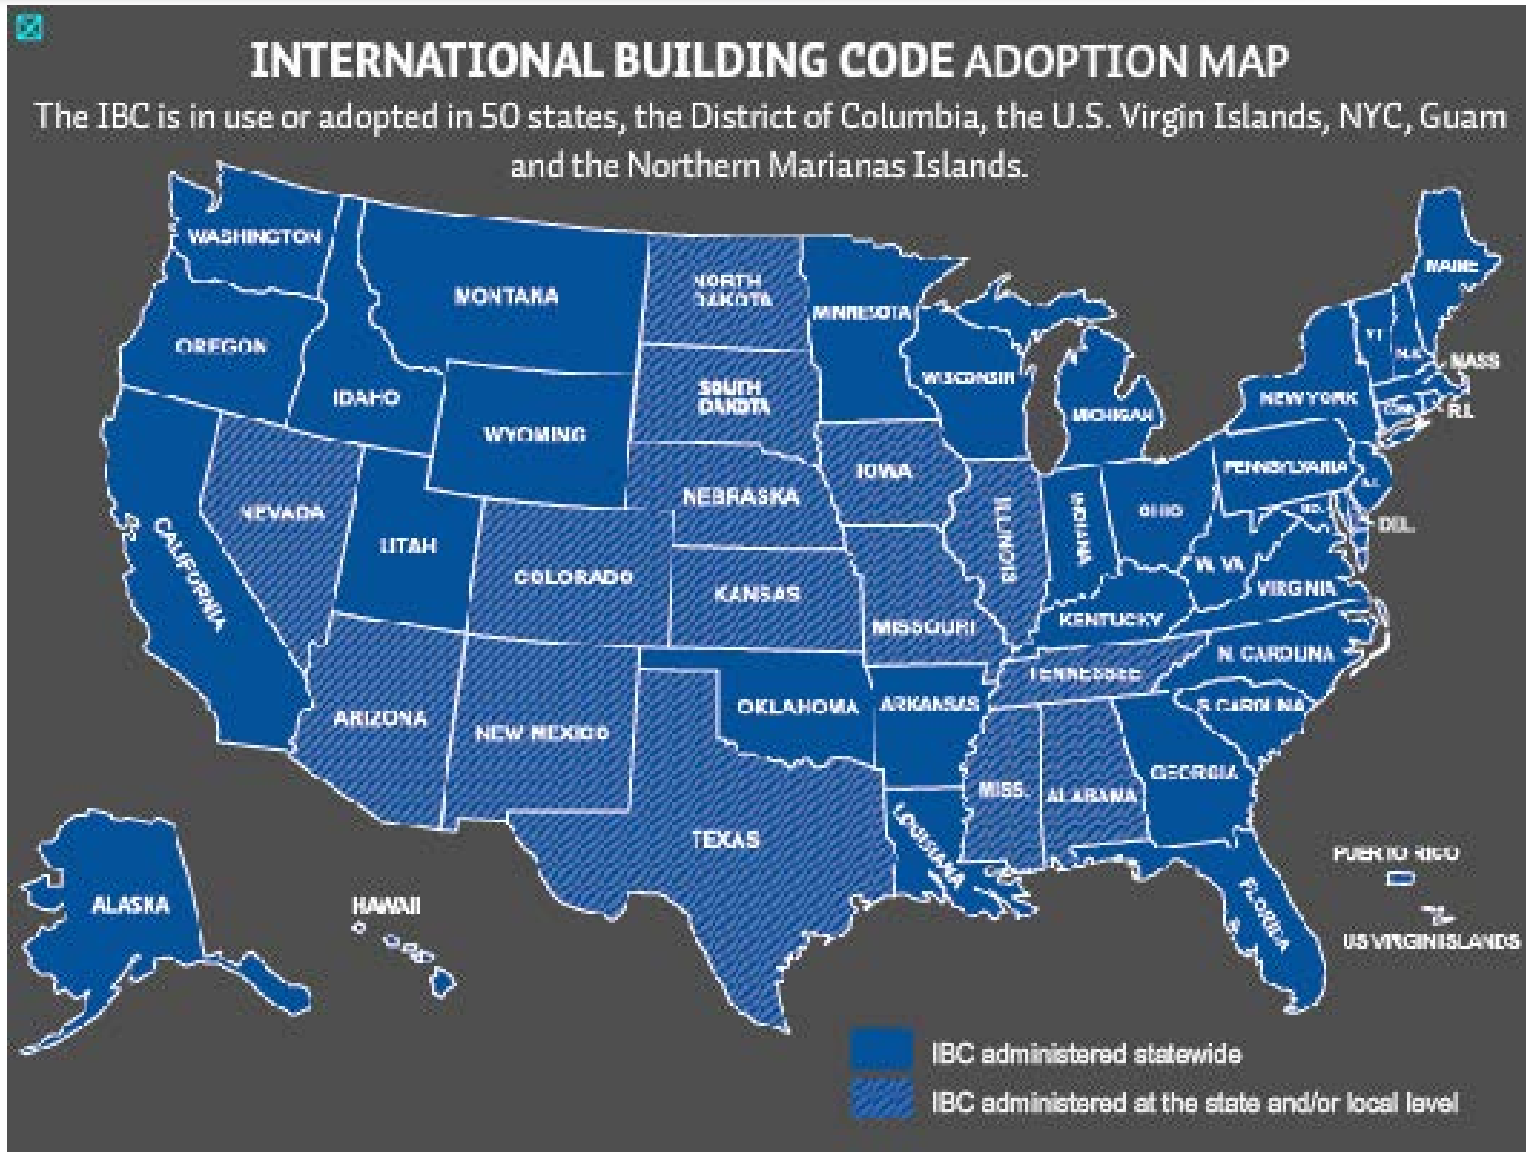 INTERNATIONAL BUILDING CODE ADOPTION MAP
The IBC is in use or adopted in 50 states, the District of Columbia, the U.S. Virgin Islands, NYC, Guam
and the Northern Marianas Islands.
WASHINGTON
MONTANA
NORTH
DAKOTA
MINNESOTA
MAINE
OREGON
IDAHO
WYOMING
SOUTH
DAKOTA
WISCONSIN
MICHIGAN
VT
N.H.
MASS
NEW YORK
CONN
R.I.
NEVADA
UTAH
NEBRASKA
IOWA
ILLINOIS
INDIANA
OHIO
PENNSYLVANIA
N.J.
MD.
DEL.
CALIFORNIA
COLORADO
KANSAS
MISSOURI
W. VA
VIRGINIA
KENTUCKY
N. CAROLINA
TENNESSEE
ARIZONA
NEW MEXICO
OKLAHOMA
ARKANSAS
S CAROLINA
MISS.
ALABAMA
GEORGIA
TEXAS
LOUISIANA
FLORIDA
ALASKA
HAWAII
PUERTO RICO
US VIRGIN ISLANDS
IBC administered statewide
IBC administered at the state and/or local level